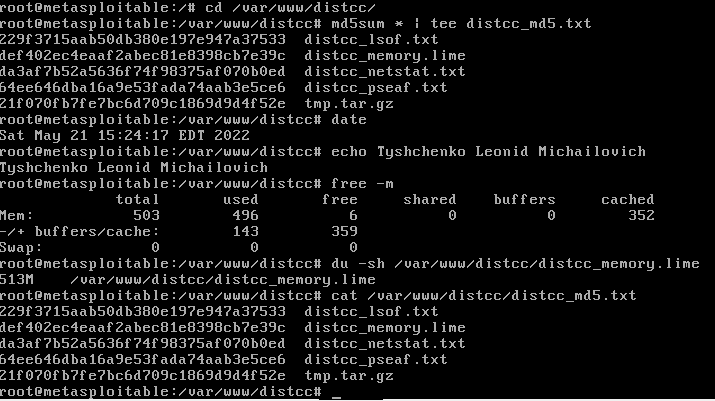 root@metasploitable:/# cd /var/www/distcc/
root@metasploitable:/var/www/distcc# md5sum * | tee distcc_md5.txt
229f3715aab50db380e197e947a37533  distcc_lsof.txt
def402ec4eaaf2abec81e8398cb7e39c  distcc_memory.lime
da3af7b52a5636f74f98375af070b0ed  distcc_netstat.txt
64ee646dba16a9e53fada74aab3e5ce6  distcc_pseaf.txt
21f070fb7fe7bc6d709c1869d9d4f52e  tmp.tar.gz
root@metasploitable:/var/www/distcc# date
Sat May 21 15:24:17 EDT 2022
root@metasploitable:/var/www/distcc# echo Tyshchenko Leonid Michailovich
Tyshchenko Leonid Michailovich
root@metasploitable:/var/www/distcc# free -m
             total       used       free     shared    buffers     cached
Mem:           503        496          6          0          0        352
-/+ buffers/cache:        143        359
Swap:            0          0          0
root@metasploitable:/var/www/distcc# du -sh /var/www/distcc/distcc_memory.lime
513M    /var/www/distcc/distcc_memory.lime
root@metasploitable:/var/www/distcc# cat /var/www/distcc/distcc_md5.txt
229f3715aab50db380e197e947a37533  distcc_lsof.txt
def402ec4eaaf2abec81e8398cb7e39c  distcc_memory.lime
da3af7b52a5636f74f98375af070b0ed  distcc_netstat.txt
64ee646dba16a9e53fada74aab3e5ce6  distcc_pseaf.txt
21f070fb7fe7bc6d709c1869d9d4f52e  tmp.tar.gz
root@metasploitable:/var/www/distcc# _